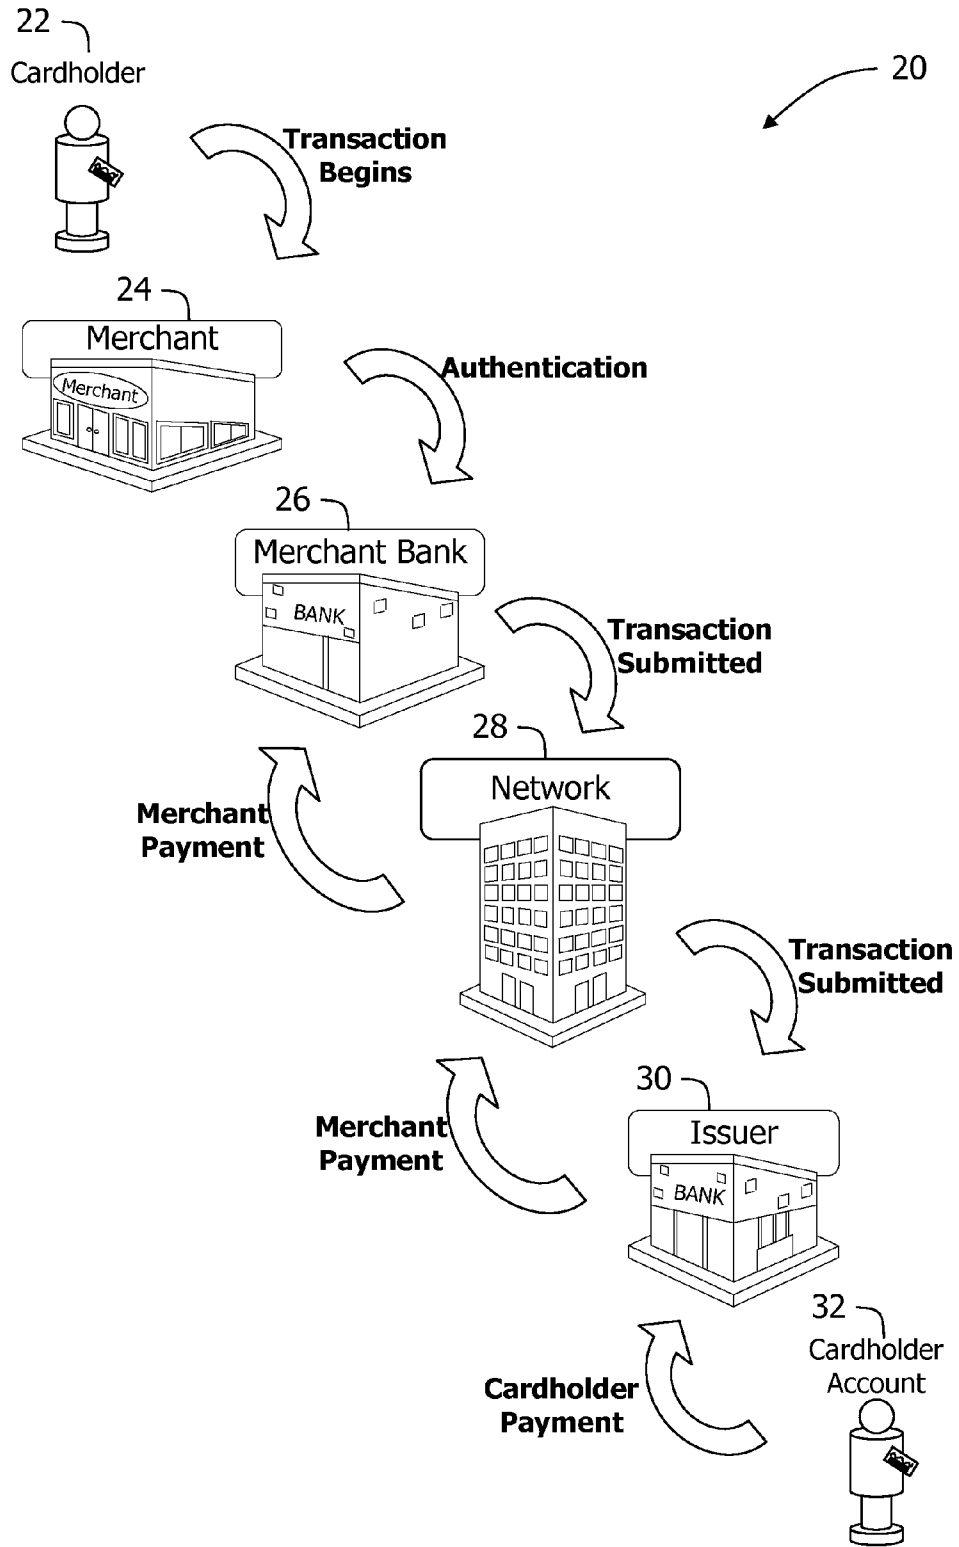 22
Cardholder
20
Transaction
Begins
24
Merchant
Merchant
Authentication
26
Merchant Bank
BANK
Transaction
Submitted
28
Network
Merchant
Payment
Transaction
Submitted
30
Issuer
BANK
Merchant
Payment
32
Cardholder
Account
Cardholder
Payment